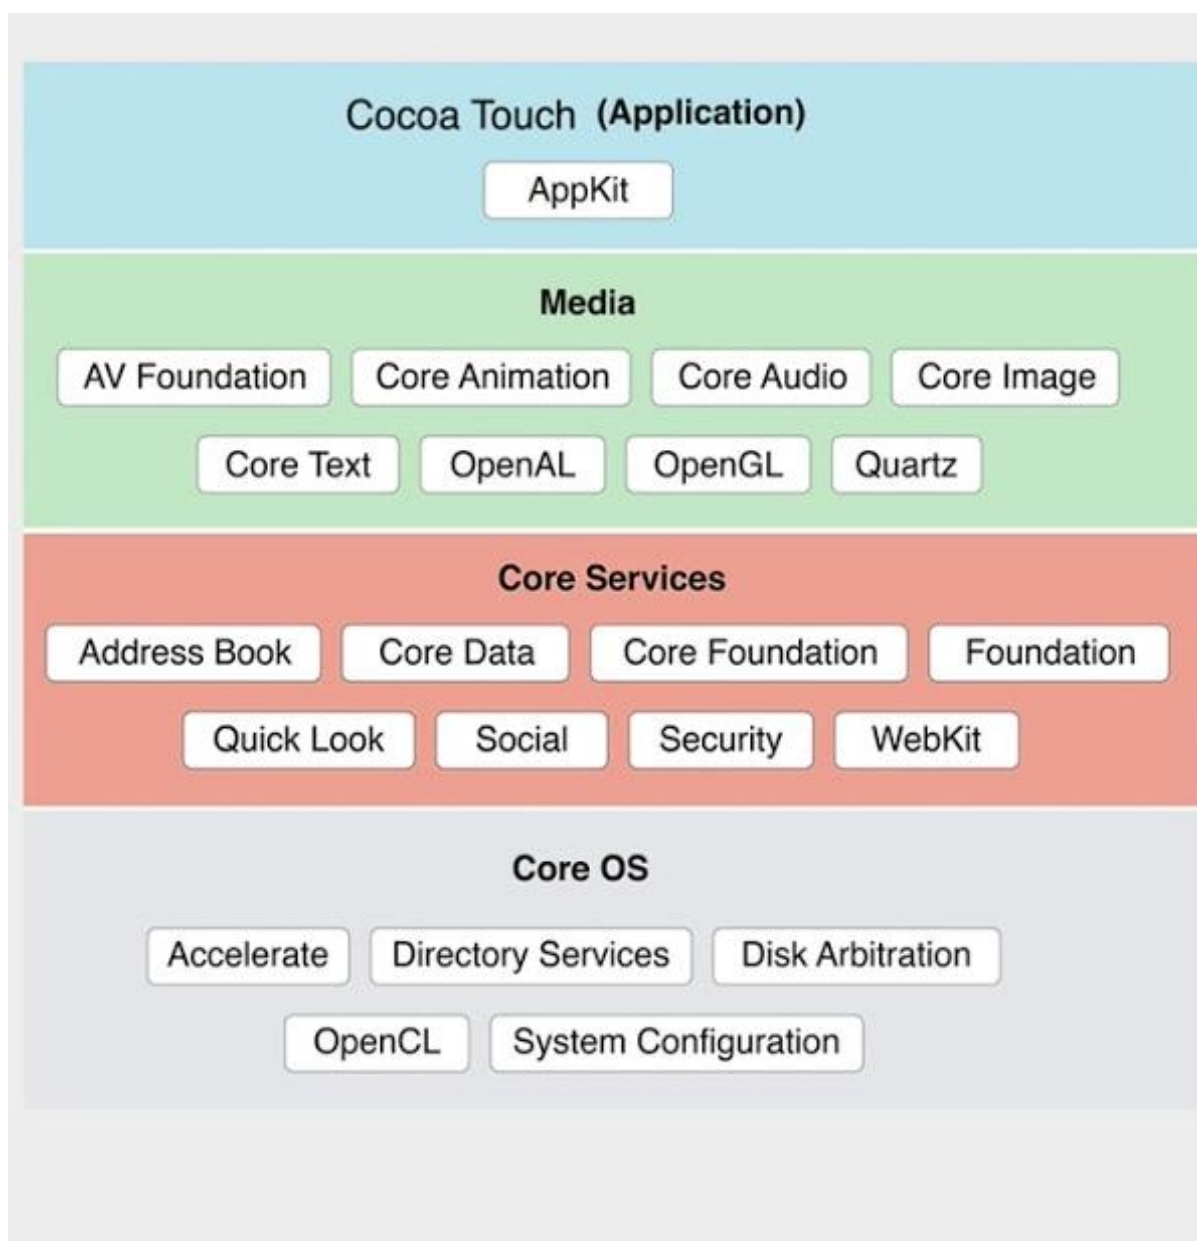 Cocoa Touch (Application)
AppKit
Media
AV Foundation Core Animation Core Audio Core Image
Core Text OpenAL OpenGL Quartz
Core Services
Address Book Core Data Core Foundation Foundation
Quick Look Social Security WebKit
Core OS
Accelerate Directory Services Disk Arbitration
OpenCL System Configuration